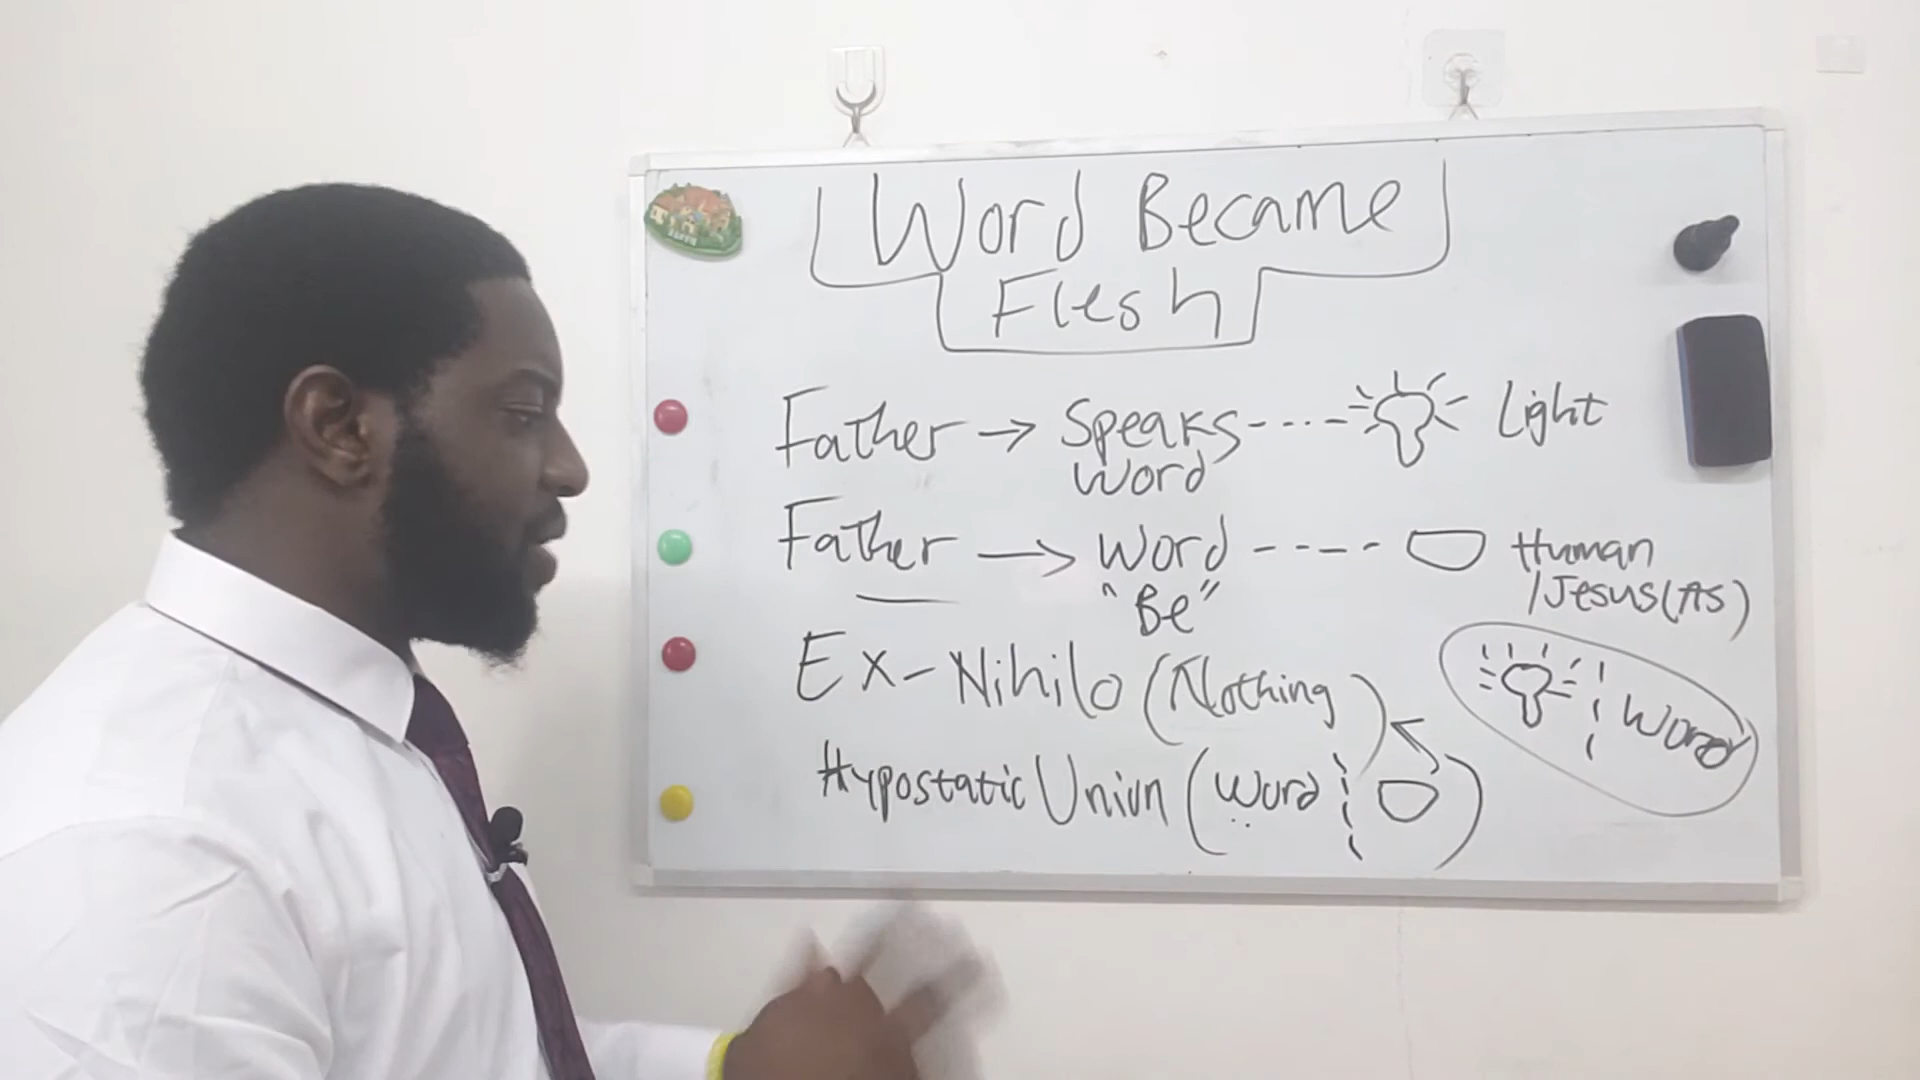 Word Became
Flesh
Father → Speaks - - - - - Light
Word
Father → Word - - - - Human
"Be" /Jesus(AS)
Ex-Nihilo (Nothing)
Word
Hypostatic Union (Word )